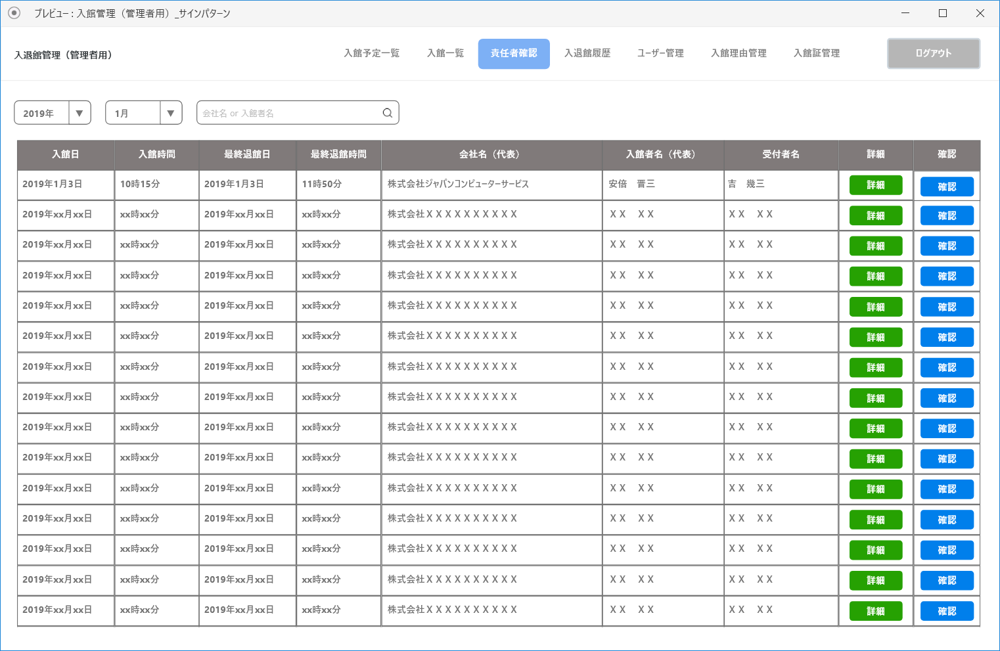 プレビュー : 入館管理（管理者用）_サインパターン
入退館管理（管理者用） 入館予定一覧 入館一覧 責任者確認 入退館履歴 ユーザー管理 入館理由管理 入館証管理 ログアウト
2019年 ▼ 1月 ▼ 会社名 or 入館者名
入館日 入館時間 最終退館日 最終退館時間 会社名（代表） 入館者名（代表） 受付者名 詳細 確認
2019年1月3日 10時15分 2019年1月3日 11時50分 株式会社ジャパンコンピューターサービス 安倍　晋三 吉　幾三 詳細 確認
2019年xx月xx日 xx時xx分 2019年xx月xx日 xx時xx分 株式会社ＸＸＸＸＸＸＸＸＸＸ ＸＸ　ＸＸ ＸＸ　ＸＸ 詳細 確認
2019年xx月xx日 xx時xx分 2019年xx月xx日 xx時xx分 株式会社ＸＸＸＸＸＸＸＸＸＸ ＸＸ　ＸＸ ＸＸ　ＸＸ 詳細 確認
2019年xx月xx日 xx時xx分 2019年xx月xx日 xx時xx分 株式会社ＸＸＸＸＸＸＸＸＸＸ ＸＸ　ＸＸ ＸＸ　ＸＸ 詳細 確認
2019年xx月xx日 xx時xx分 2019年xx月xx日 xx時xx分 株式会社ＸＸＸＸＸＸＸＸＸＸ ＸＸ　ＸＸ ＸＸ　ＸＸ 詳細 確認
2019年xx月xx日 xx時xx分 2019年xx月xx日 xx時xx分 株式会社ＸＸＸＸＸＸＸＸＸＸ ＸＸ　ＸＸ ＸＸ　ＸＸ 詳細 確認
2019年xx月xx日 xx時xx分 2019年xx月xx日 xx時xx分 株式会社ＸＸＸＸＸＸＸＸＸＸ ＸＸ　ＸＸ ＸＸ　ＸＸ 詳細 確認
2019年xx月xx日 xx時xx分 2019年xx月xx日 xx時xx分 株式会社ＸＸＸＸＸＸＸＸＸＸ ＸＸ　ＸＸ ＸＸ　ＸＸ 詳細 確認
2019年xx月xx日 xx時xx分 2019年xx月xx日 xx時xx分 株式会社ＸＸＸＸＸＸＸＸＸＸ ＸＸ　ＸＸ ＸＸ　ＸＸ 詳細 確認
2019年xx月xx日 xx時xx分 2019年xx月xx日 xx時xx分 株式会社ＸＸＸＸＸＸＸＸＸＸ ＸＸ　ＸＸ ＸＸ　ＸＸ 詳細 確認
2019年xx月xx日 xx時xx分 2019年xx月xx日 xx時xx分 株式会社ＸＸＸＸＸＸＸＸＸＸ ＸＸ　ＸＸ ＸＸ　ＸＸ 詳細 確認
2019年xx月xx日 xx時xx分 2019年xx月xx日 xx時xx分 株式会社ＸＸＸＸＸＸＸＸＸＸ ＸＸ　ＸＸ ＸＸ　ＸＸ 詳細 確認
2019年xx月xx日 xx時xx分 2019年xx月xx日 xx時xx分 株式会社ＸＸＸＸＸＸＸＸＸＸ ＸＸ　ＸＸ ＸＸ　ＸＸ 詳細 確認
2019年xx月xx日 xx時xx分 2019年xx月xx日 xx時xx分 株式会社ＸＸＸＸＸＸＸＸＸＸ ＸＸ　ＸＸ ＸＸ　ＸＸ 詳細 確認
2019年xx月xx日 xx時xx分 2019年xx月xx日 xx時xx分 株式会社ＸＸＸＸＸＸＸＸＸＸ ＸＸ　ＸＸ ＸＸ　ＸＸ 詳細 確認